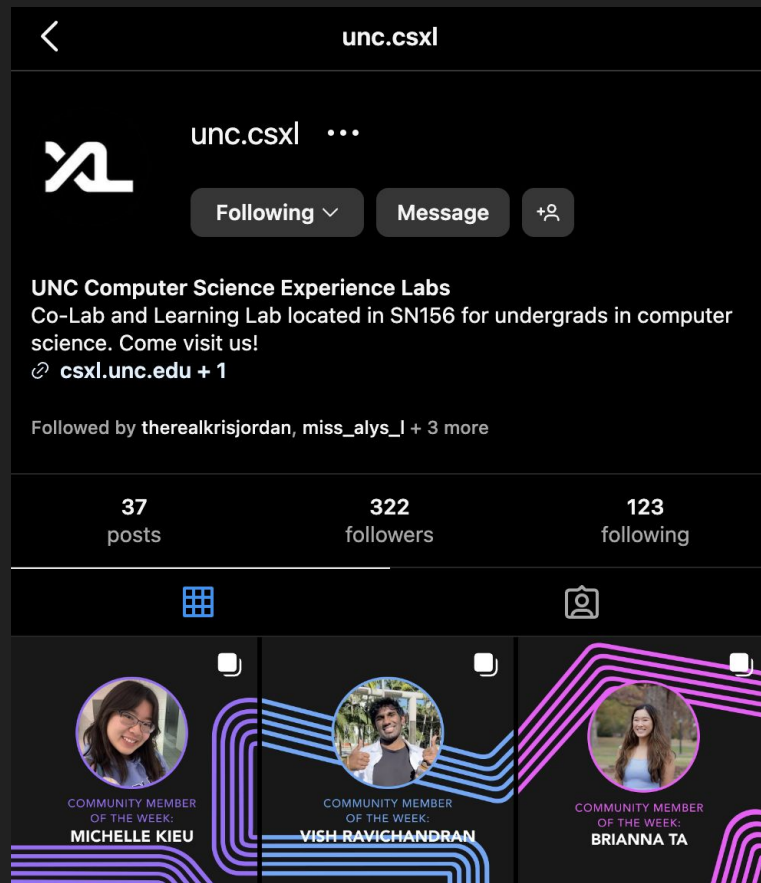 unc.csxl
XL
unc.csxl •••
Following Message
UNC Computer Science Experience Labs
Co-Lab and Learning Lab located in SN156 for undergrads in computer
science. Come visit us!
csxl.unc.edu + 1
Followed by therealkrisjordan, miss_alys_l + 3 more
37 322 123
posts followers following
COMMUNITY MEMBER
OF THE WEEK:
MICHELLE KIEU
COMMUNITY MEMBER
OF THE WEEK:
VISH RAVICHANDRAN
COMMUNITY MEMBER
OF THE WEEK:
BRIANNA TA